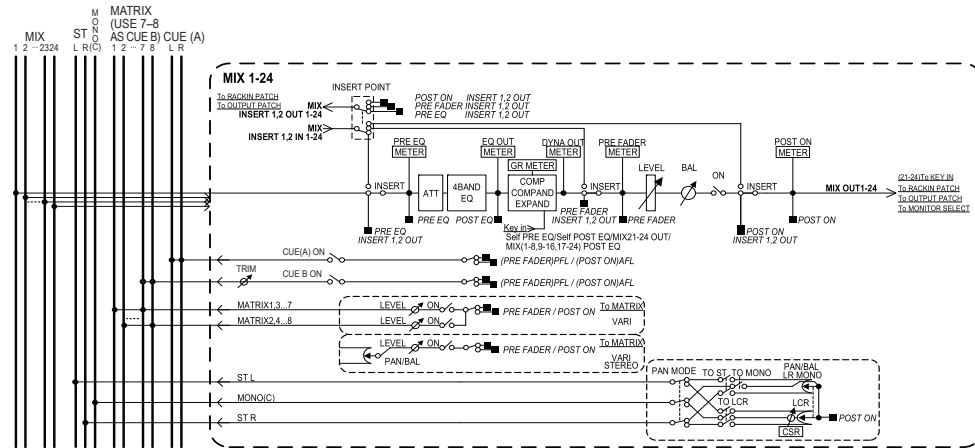 MIX
1 2 ··· 23 24
ST
L R
MONO
(C)
MATRIX
(USE 7–8
AS CUE B)
1 2 ··· 7 8
CUE (A)
L R
MIX 1-24
INSERT POINT
To RACKIN PATCH
To OUTPUT PATCH
MIX
INSERT 1,2 OUT 1-24
MIX
INSERT 1,2 IN 1-24
POST ON INSERT 1,2 OUT
PRE FADER INSERT 1,2 OUT
PRE EQ INSERT 1,2 OUT
PRE EQ
METER
EQ OUT
METER
DYNA OUT
METER
GR METER
PRE FADER
METER
LEVEL
BAL
ON
POST ON
METER
INSERT
ATT
4BAND
EQ
COMP
COMPAND
EXPAND
INSERT
INSERT
MIX OUT1-24
(21-24)To KEY IN
To RACKIN PATCH
To OUTPUT PATCH
To MONITOR SELECT
PRE EQ
INSERT 1,2 OUT
PRE EQ
POST EQ
Key in
Self PRE EQ/Self POST EQ/MIX21-24 OUT/
MIX(1-8,9-16,17-24) POST EQ
PRE FADER
INSERT 1,2 OUT
PRE FADER
POST ON
INSERT 1,2 OUT
POST ON
CUE(A) ON
(PRE FADER)PFL / (POST ON)AFL
TRIM
CUE B ON
(PRE FADER)PFL / (POST ON)AFL
MATRIX1,3...7
LEVEL
ON
PRE FADER / POST ON
To MATRIX
VARI
MATRIX2,4...8
LEVEL
ON
LEVEL
ON
PAN/BAL
PRE FADER / POST ON
To MATRIX
VARI
STEREO
ST L
MONO(C)
ST R
PAN MODE
TO ST
TO MONO
PAN/BAL
LR MONO
TO LCR
LCR
CSR
POST ON